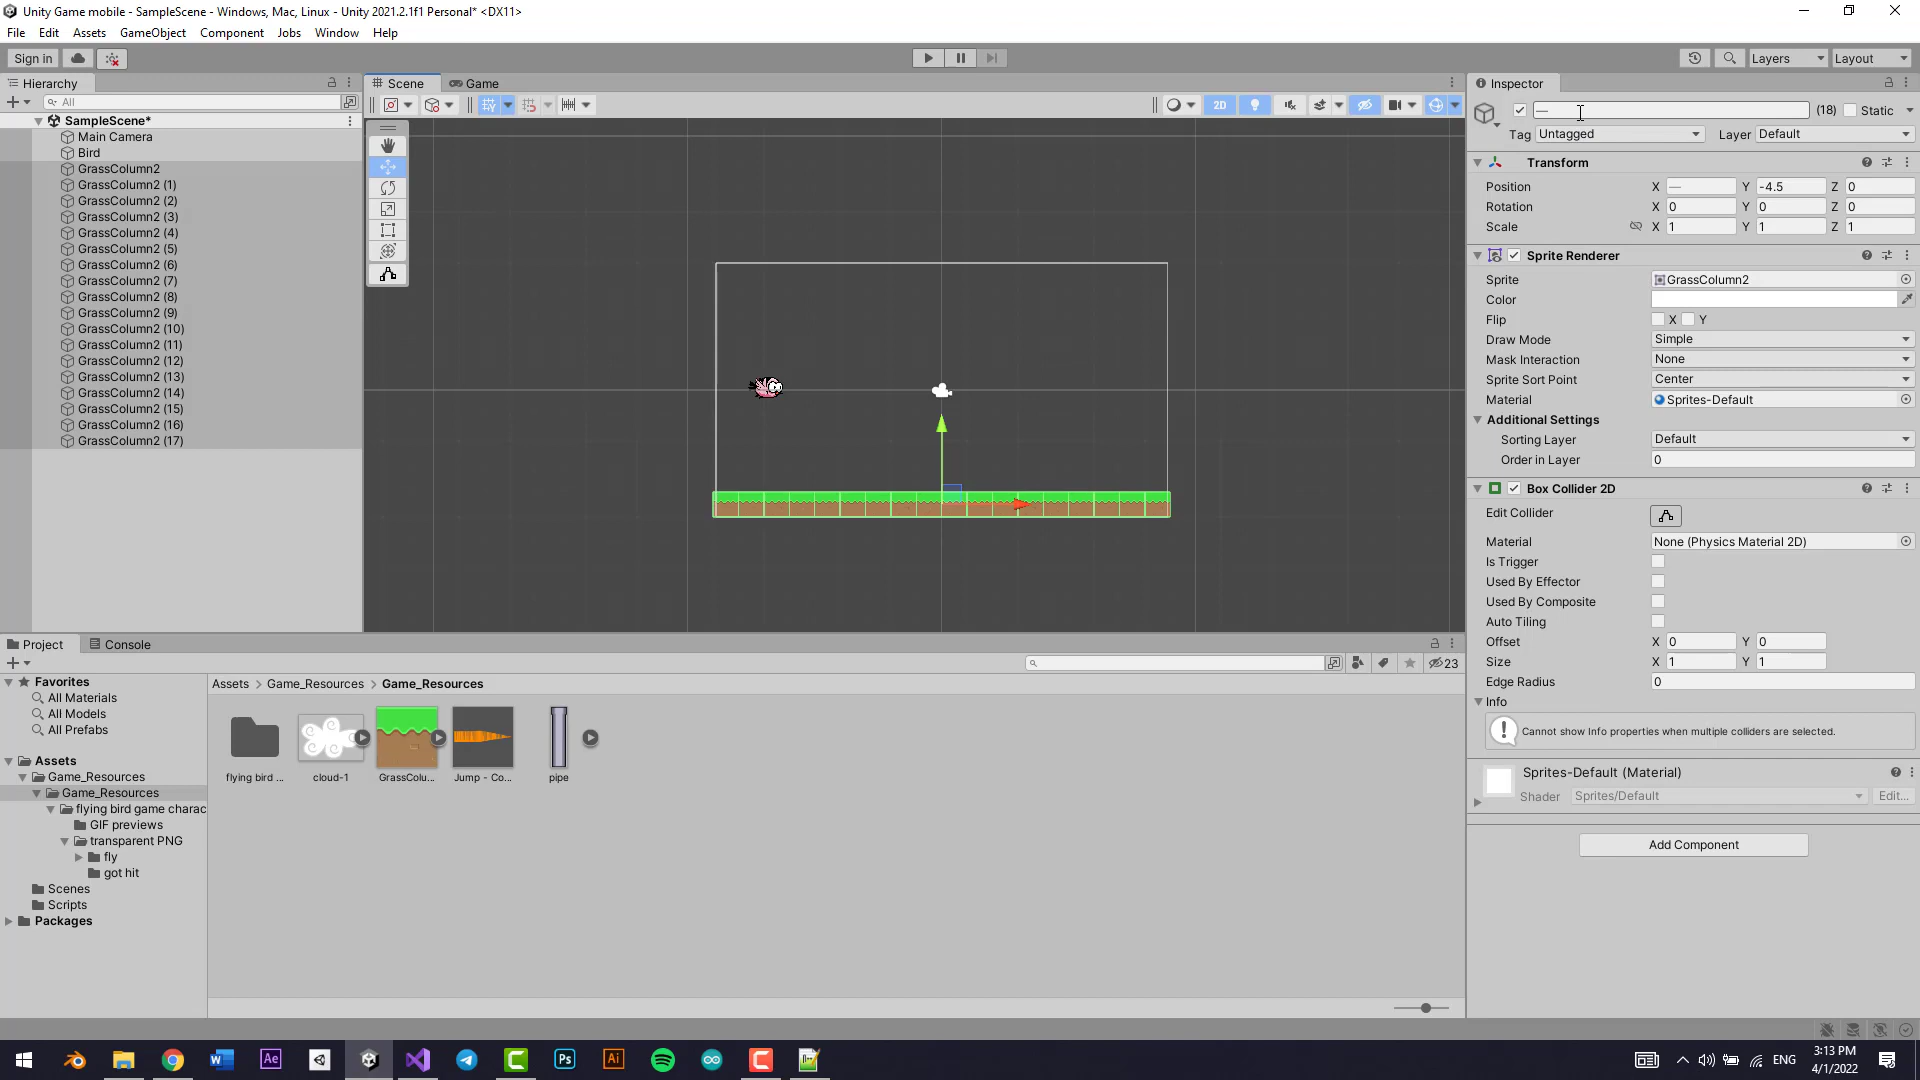 Unity Game mobile - SampleScene - Windows, Mac, Linux - Unity 2021.2.1f1 Personal* <DX11>
File Edit Assets GameObject Component Jobs Window Help
Sign in
Layers
Layout
Hierarchy
All
SampleScene*
Main Camera
Bird
GrassColumn2
GrassColumn2 (1)
GrassColumn2 (2)
GrassColumn2 (3)
GrassColumn2 (4)
GrassColumn2 (5)
GrassColumn2 (6)
GrassColumn2 (7)
GrassColumn2 (8)
GrassColumn2 (9)
GrassColumn2 (10)
GrassColumn2 (11)
GrassColumn2 (12)
GrassColumn2 (13)
GrassColumn2 (14)
GrassColumn2 (15)
GrassColumn2 (16)
GrassColumn2 (17)
Scene Game
2D
Inspector
— (18) Static
Tag Untagged Layer Default
Transform
Position X — Y -4.5 Z 0
Rotation X 0 Y 0 Z 0
Scale X 1 Y 1 Z 1
Sprite Renderer
Sprite GrassColumn2
Color
Flip X Y
Draw Mode Simple
Mask Interaction None
Sprite Sort Point Center
Material Sprites-Default
Additional Settings
Sorting Layer Default
Order in Layer 0
Box Collider 2D
Edit Collider
Material None (Physics Material 2D)
Is Trigger
Used By Effector
Used By Composite
Auto Tiling
Offset X 0 Y 0
Size X 1 Y 1
Edge Radius 0
Info
Cannot show Info properties when multiple colliders are selected.
Sprites-Default (Material)
Shader Sprites/Default Edit...
Add Component
Project Console
23
Favorites
All Materials
All Models
All Prefabs
Assets
Game_Resources
Game_Resources
flying bird game charac
GIF previews
transparent PNG
fly
got hit
Scenes
Scripts
Packages
Assets > Game_Resources > Game_Resources
flying bird ...
cloud-1
GrassColu...
Jump - Co...
pipe
ENG
3:13 PM
4/1/2022